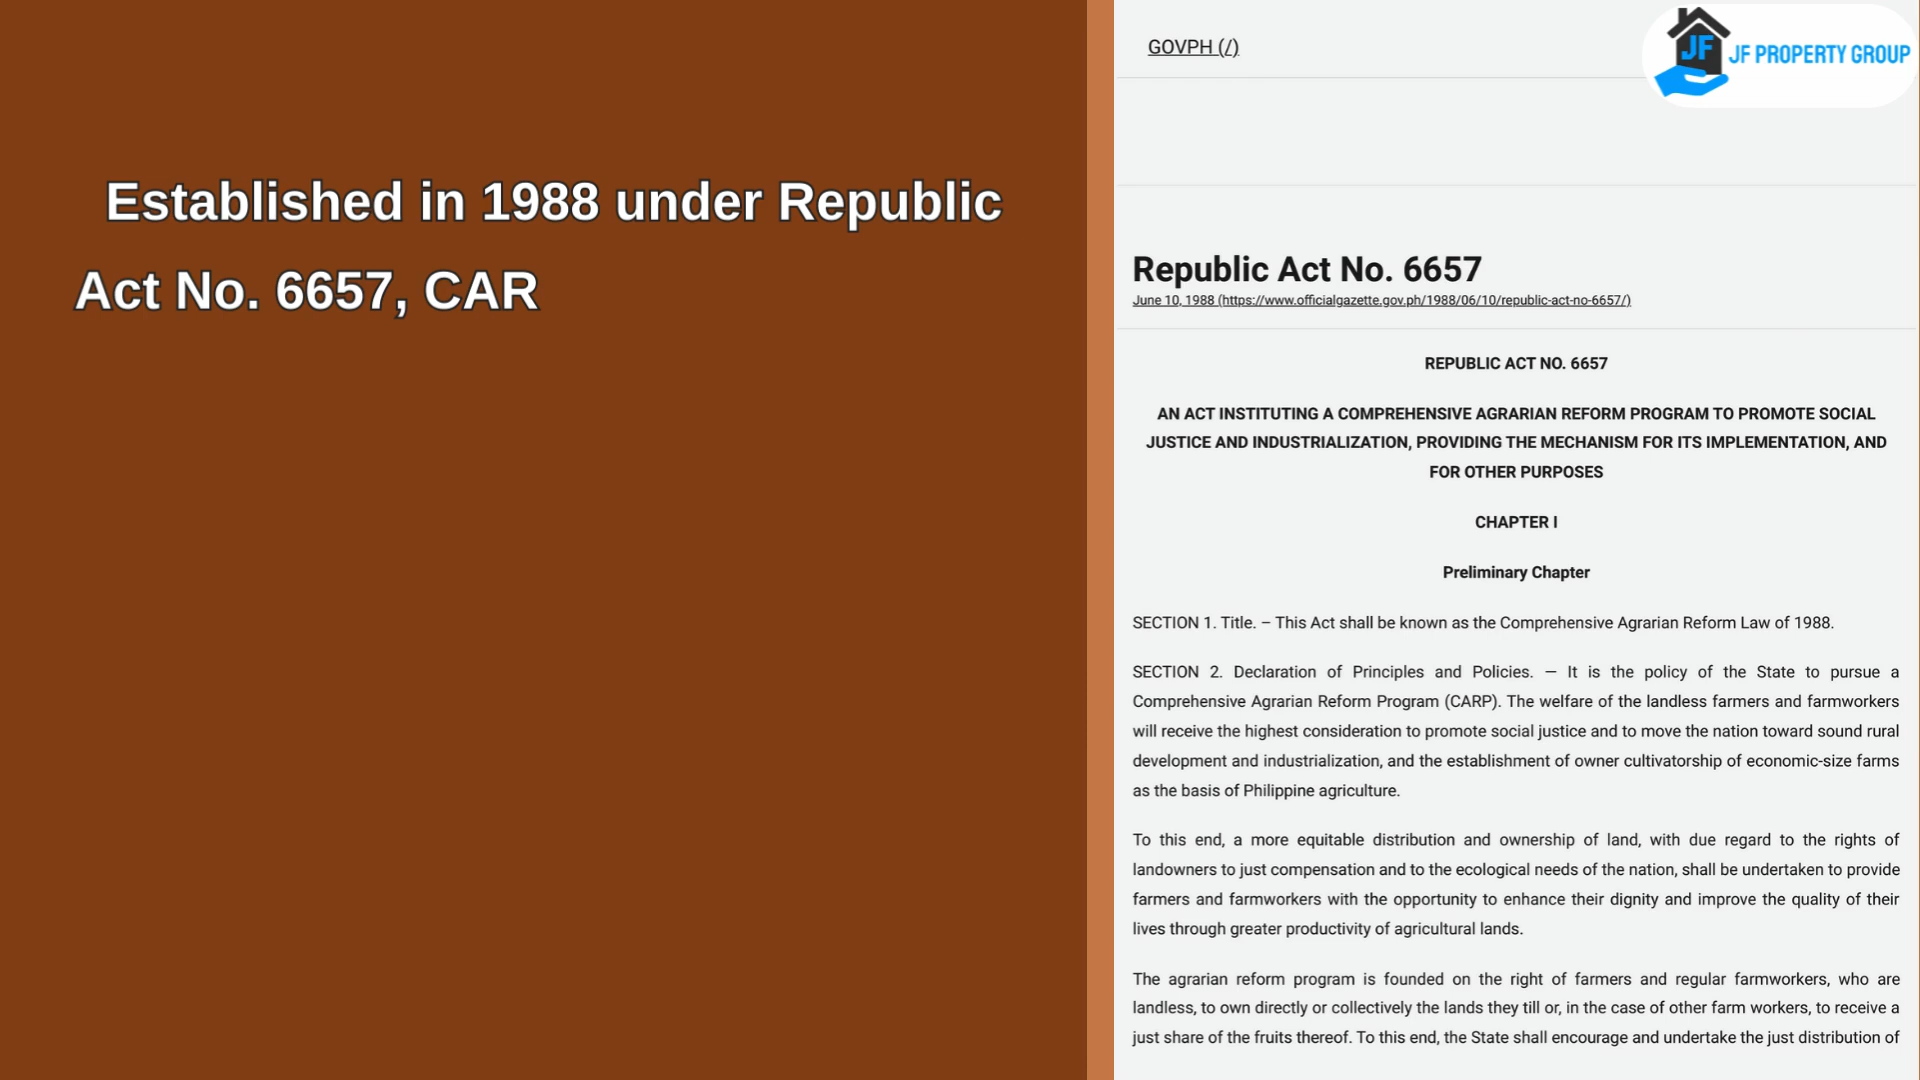 Established in 1988 under Republic
Act No. 6657, CAR
GOVPH (/)
JF
JF PROPERTY GROUP
Republic Act No. 6657
June 10, 1988 (https://www.officialgazette.gov.ph/1988/06/10/republic-act-no-6657/)
REPUBLIC ACT NO. 6657
AN ACT INSTITUTING A COMPREHENSIVE AGRARIAN REFORM PROGRAM TO PROMOTE SOCIAL
JUSTICE AND INDUSTRIALIZATION, PROVIDING THE MECHANISM FOR ITS IMPLEMENTATION, AND
FOR OTHER PURPOSES
CHAPTER I
Preliminary Chapter
SECTION 1. Title. – This Act shall be known as the Comprehensive Agrarian Reform Law of 1988.
SECTION 2. Declaration of Principles and Policies. — It is the policy of the State to pursue a
Comprehensive Agrarian Reform Program (CARP). The welfare of the landless farmers and farmworkers
will receive the highest consideration to promote social justice and to move the nation toward sound rural
development and industrialization, and the establishment of owner cultivatorship of economic-size farms
as the basis of Philippine agriculture.
To this end, a more equitable distribution and ownership of land, with due regard to the rights of
landowners to just compensation and to the ecological needs of the nation, shall be undertaken to provide
farmers and farmworkers with the opportunity to enhance their dignity and improve the quality of their
lives through greater productivity of agricultural lands.
The agrarian reform program is founded on the right of farmers and regular farmworkers, who are
landless, to own directly or collectively the lands they till or, in the case of other farm workers, to receive a
just share of the fruits thereof. To this end, the State shall encourage and undertake the just distribution of